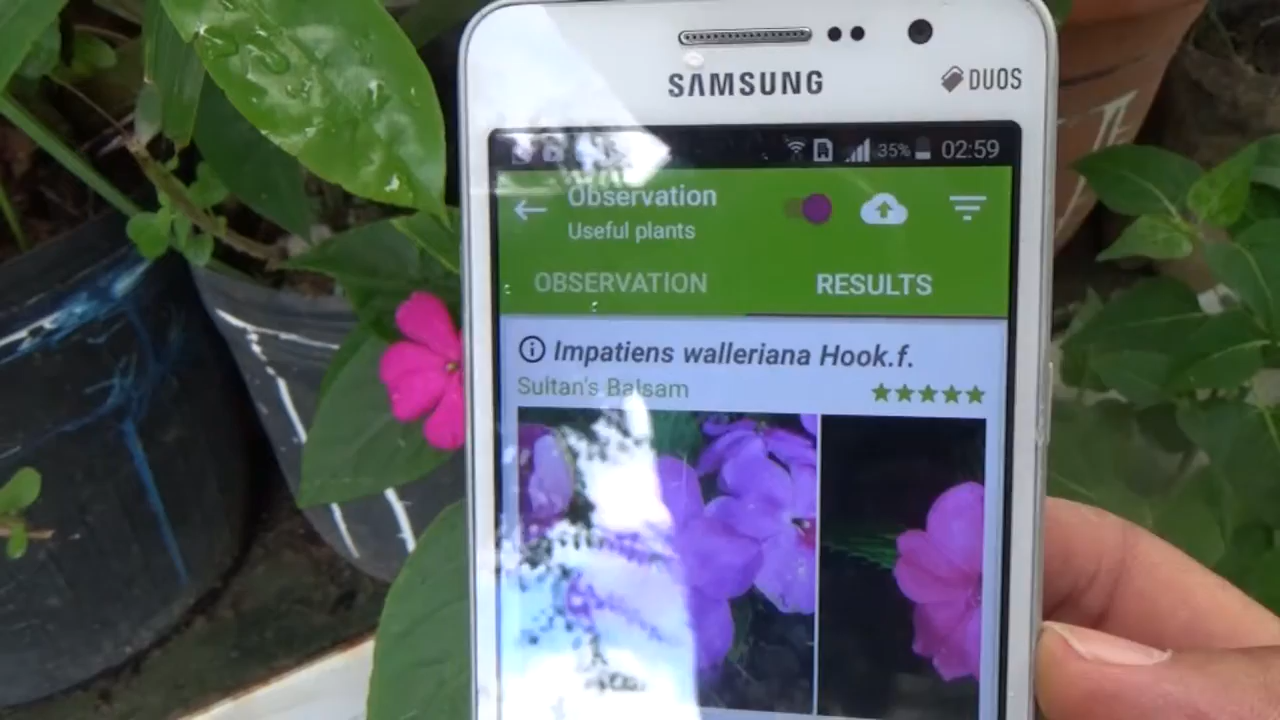 SAMSUNG
DUOS
35% 02:59
Observation
Useful plants
OBSERVATION RESULTS
Impatiens walleriana Hook.f.
Sultan's Balsam